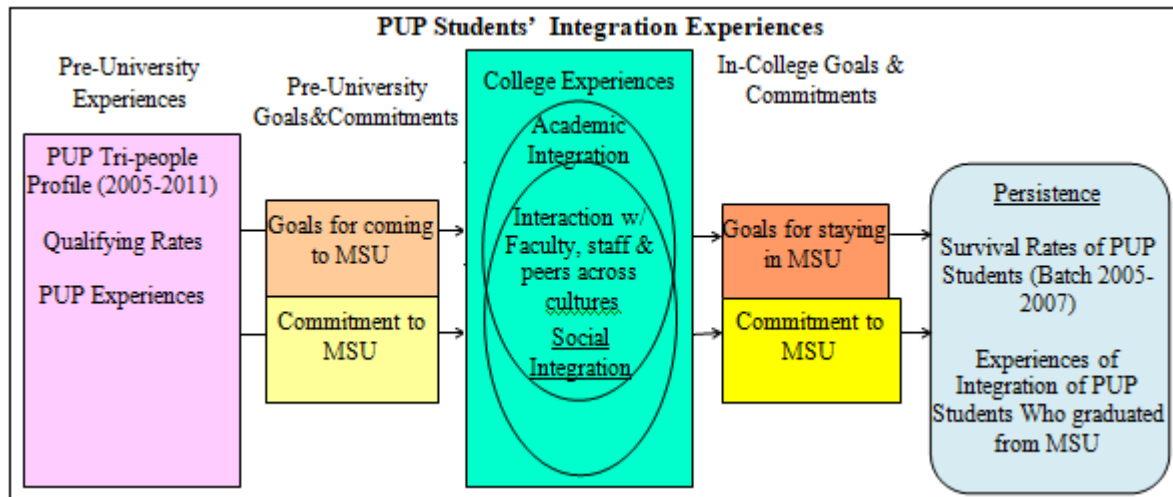 PUP Students' Integration Experiences
Pre-University
Experiences
PUP Tri-people
Profile (2005-2011)
Qualifying Rates
PUP Experiences
Pre-University
Goals&Commitments
Goals for coming
to MSU
Commitment to
MSU
College Experiences
Academic
Integration
Interaction w/
Faculty, staff &
peers across
cultures
Social
Integration
In-College Goals &
Commitments
Goals for staying
in MSU
Commitment to
MSU
Persistence
Survival Rates of PUP
Students (Batch 2005-
2007)
Experiences of
Integration of PUP
Students Who graduated
from MSU